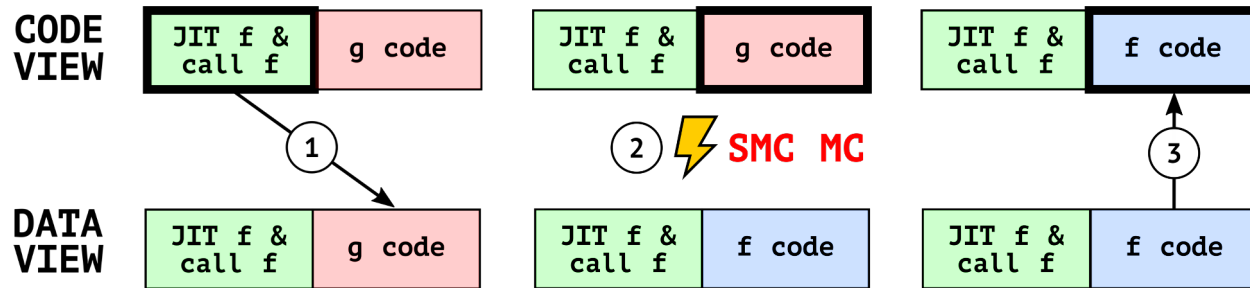 CODE
VIEW
JIT f &
call f
g code
JIT f &
call f
g code
JIT f &
call f
f code
1
2
SMC MC
3
DATA
VIEW
JIT f &
call f
g code
JIT f &
call f
f code
JIT f &
call f
f code